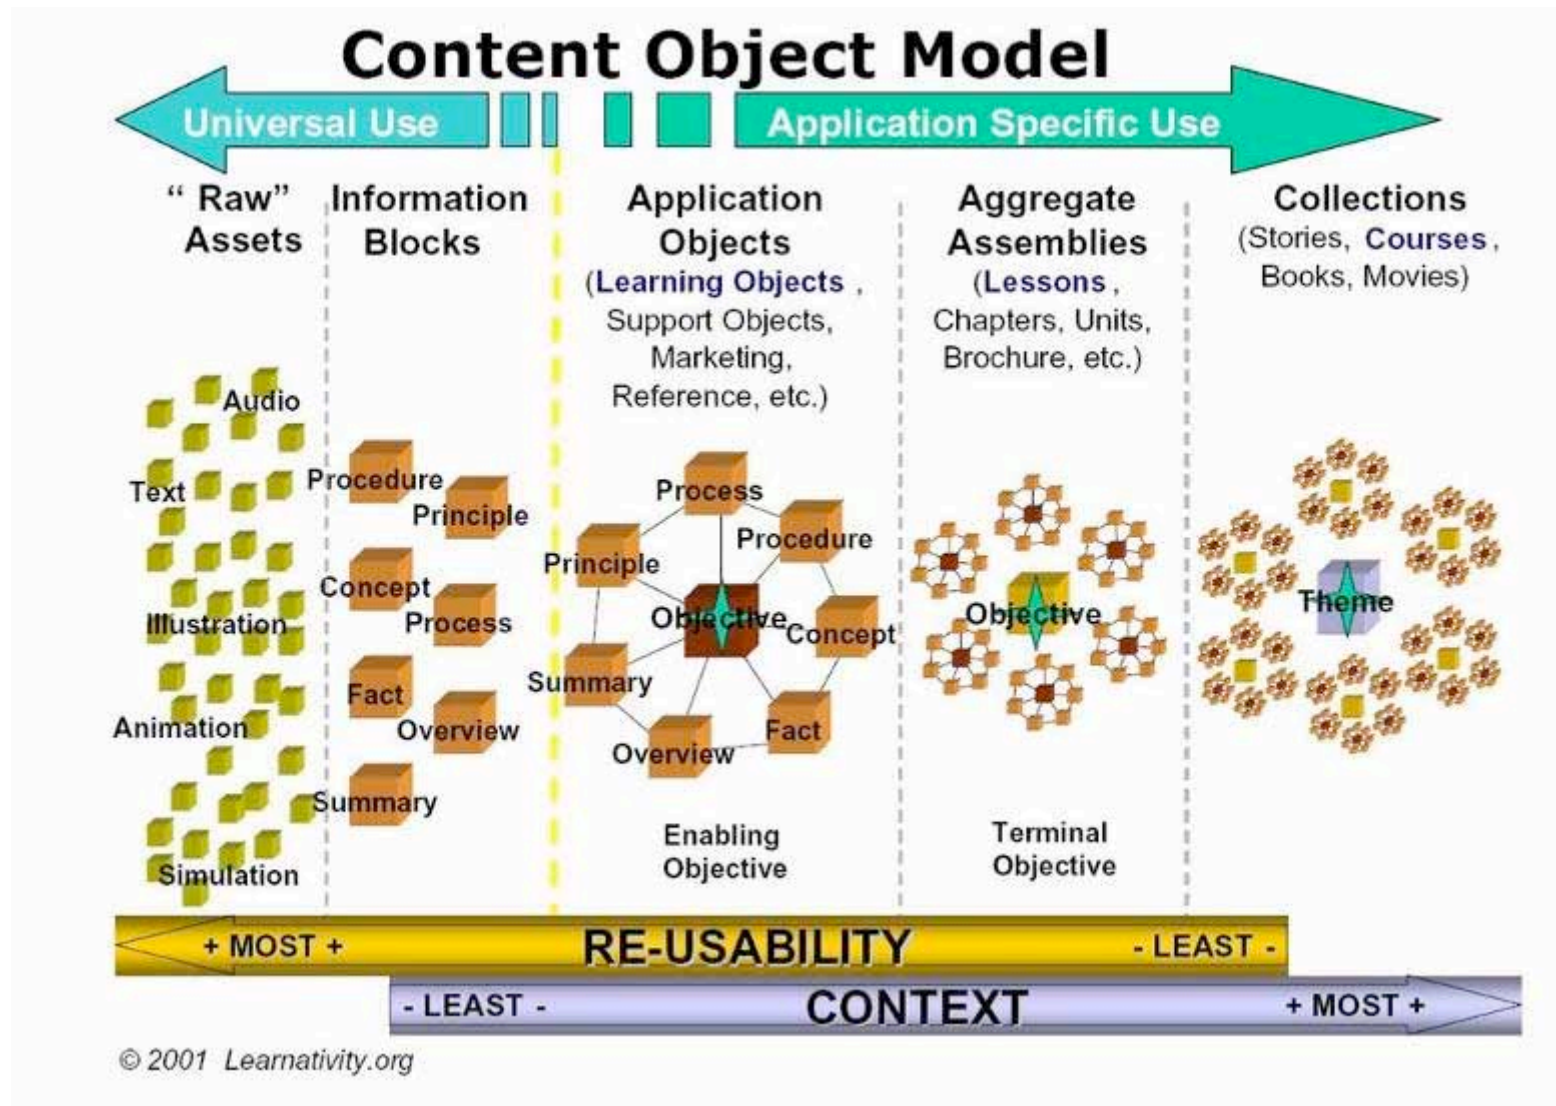 Content Object Model
Universal Use
Application Specific Use
“ Raw”
Assets
Information
Blocks
Application
Objects
(Learning Objects ,
Support Objects,
Marketing,
Reference, etc.)
Aggregate
Assemblies
(Lessons ,
Chapters, Units,
Brochure, etc.)
Collections
(Stories, Courses ,
Books, Movies)
Audio
Text
Illustration
Animation
Simulation
Procedure
Principle
Concept
Process
Fact
Overview
Summary
Process
Procedure
Principle
Objective
Concept
Summary
Fact
Overview
Enabling
Objective
Objective
Terminal
Objective
Theme
+ MOST +
RE-USABILITY
- LEAST -
- LEAST -
CONTEXT
+ MOST +
© 2001 Learnativity.org